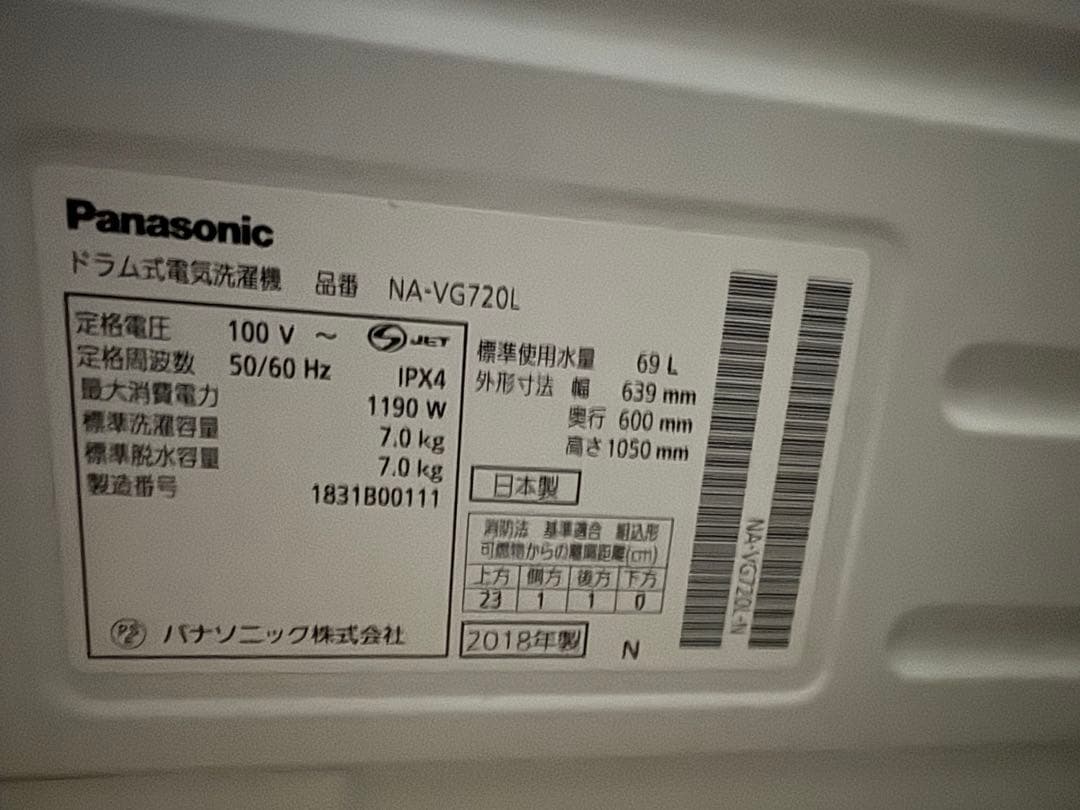 Panasonic
ドラム式電気洗濯機 品番 NA-VG720L
定格電圧 100 V ～ JET
定格周波数 50/60 Hz IPX4
最大消費電力 1190 W
標準洗濯容量 7.0 kg
標準脱水容量 7.0 kg
製造番号 1831B00111
PSE パナソニック株式会社
標準使用水量 69 L
外形寸法 幅 639 mm
奥行 600 mm
高さ 1050 mm
日本製
消防法 基準適合 組込形
可燃物からの離隔距離(cm)
上方 側方 後方 下方
23 1 1 0
2018年製 N
NA-VG720L-N